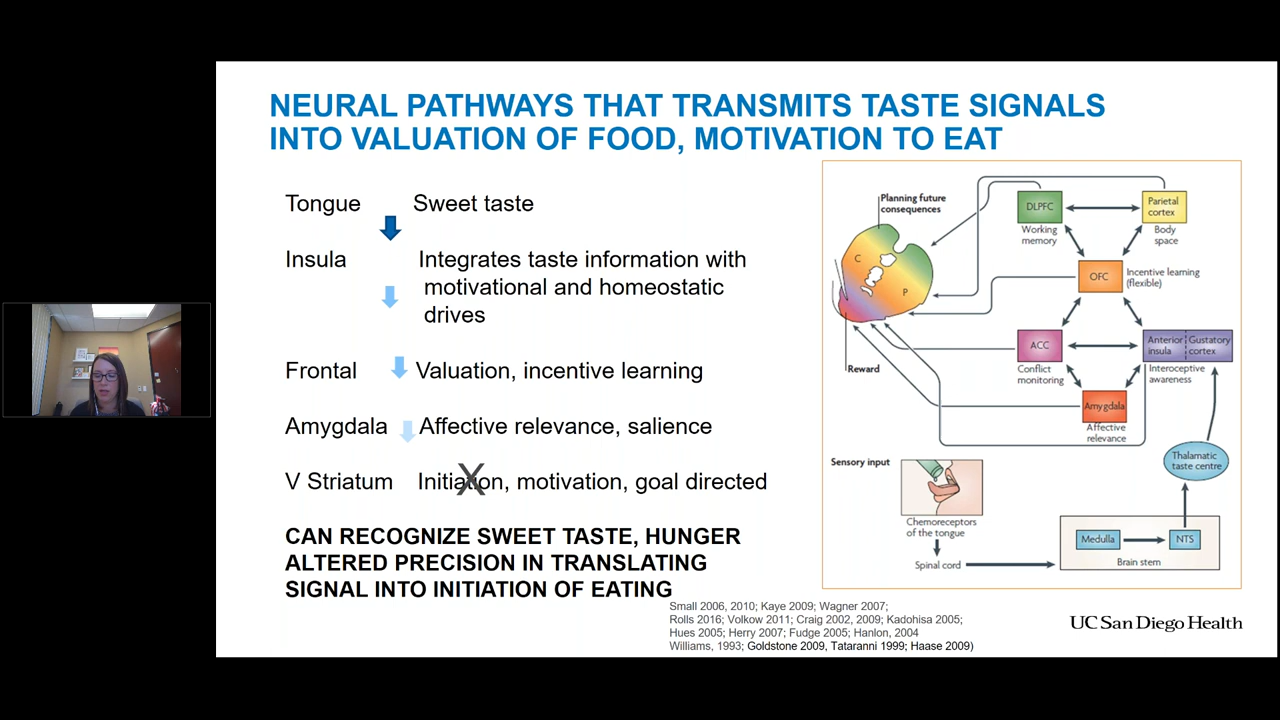 NEURAL PATHWAYS THAT TRANSMITS TASTE SIGNALS
INTO VALUATION OF FOOD, MOTIVATION TO EAT
Tongue Sweet taste
Insula Integrates taste information with
motivational and homeostatic
drives
Frontal Valuation, incentive learning
Amygdala Affective relevance, salience
V Striatum Initiation, motivation, goal directed
X
CAN RECOGNIZE SWEET TASTE, HUNGER
ALTERED PRECISION IN TRANSLATING
SIGNAL INTO INITIATION OF EATING
Planning future
consequences
C
P
Reward
DLPFC
Working
memory
Parietal
cortex
Body
space
OFC
Incentive learning
(flexible)
ACC
Conflict
monitoring
Anterior
insula
Gustatory
cortex
Interoceptive
awareness
Amygdala
Affective
relevance
Sensory input
Thalamatic
taste centre
Chemoreceptors
of the tongue
Spinal cord
Medulla
NTS
Brain stem
Small 2006, 2010; Kaye 2009; Wagner 2007;
Rolls 2016; Volkow 2011; Craig 2002, 2009; Kadohisa 2005;
Hues 2005; Herry 2007; Fudge 2005; Hanlon, 2004
Williams, 1993; Goldstone 2009, Tataranni 1999; Haase 2009)
UC San Diego Health